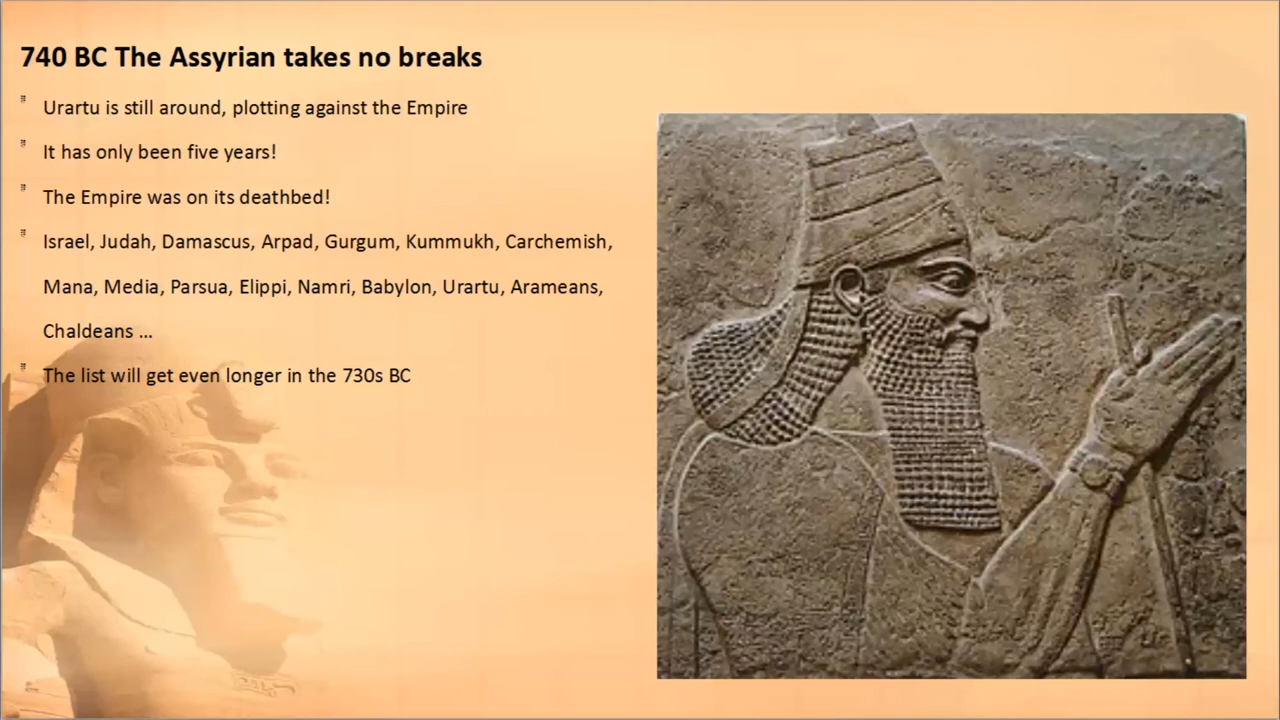 740 BC The Assyrian takes no breaks
Urartu is still around, plotting against the Empire
It has only been five years!
The Empire was on its deathbed!
Israel, Judah, Damascus, Arpad, Gurgum, Kummukh, Carchemish,
Mana, Media, Parsua, Elippi, Namri, Babylon, Urartu, Arameans,
Chaldeans ...
The list will get even longer in the 730s BC